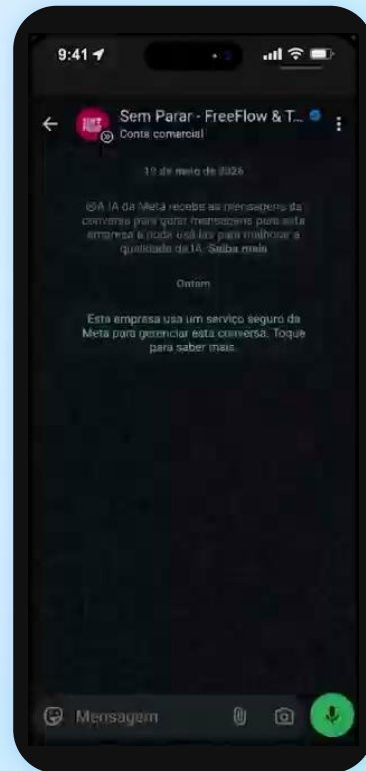 9:41
Sem Parar - FreeFlow & T...
Conta comercial
19 de maio de 2026
A IA da Meta recebe as mensagens da
conversa para gerar mensagens para esta
empresa e pode usá-las para melhorar a
qualidade da IA. Saiba mais
Ontem
Esta empresa usa um serviço seguro da
Meta para gerenciar esta conversa. Toque
para saber mais.
Mensagem